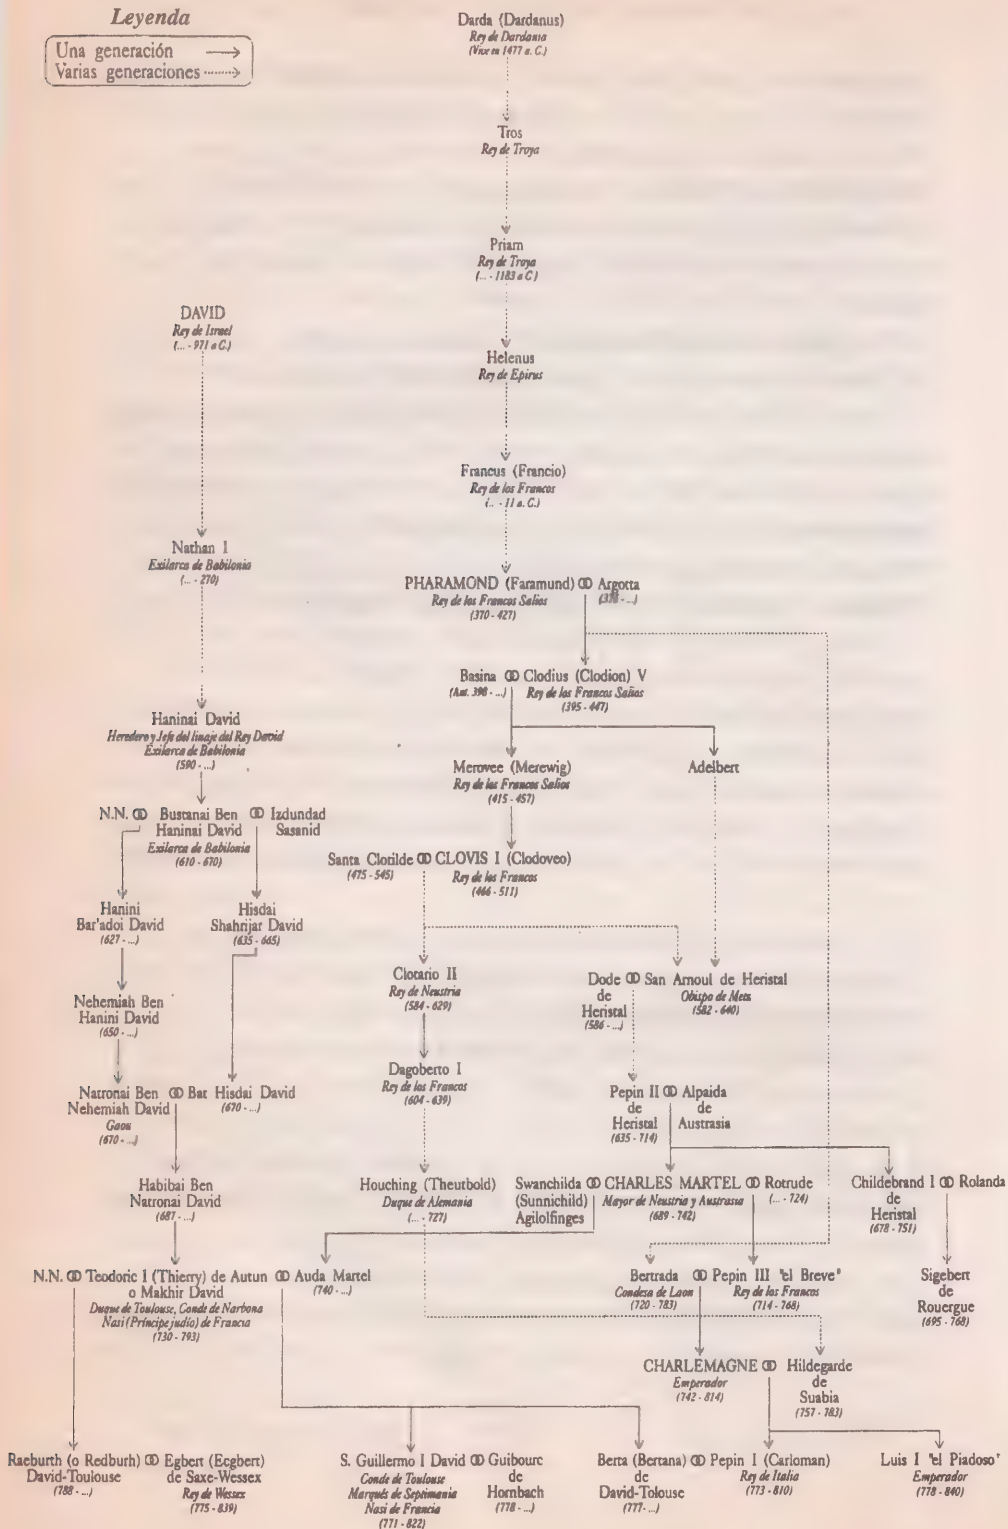 Leyenda
Una generación
Varias generaciones
Darda (Dardanus)
Rey de Dardania
(Vive en 1477 a. C.)
Tros
Rey de Troya
Priam
Rey de Troya
(... - 1183 a C)
DAVID
Rey de Israel
(... - 971 a C.)
Helenus
Rey de Epirus
Francus (Francio)
Rey de los Francos
(... - 11 a. C.)
Nathan I
Exilarca de Babilonia
(... - 270)
PHARAMOND (Faramund) ⚭ Argotta
Rey de los Francos Salios
(370 - 427)
(376 - ...)
Basina ⚭ Clodius (Clodion) V
(Ant. 398 - ...) Rey de los Francos Salios
(395 - 447)
Haninai David
Heredero y Jefe del linaje del Rey David
Exilarca de Babilonia
(590 - ...)
Merovee (Merewig)
Rey de los Francos Salios
(415 - 457)
Adelbert
N.N. ⚭ Bustanai Ben ⚭ Izdundad
Haninai David Sasanid
Exilarca de Babilonia
(610 - 670)
Santa Clotilde ⚭ CLOVIS I (Clodoveo)
(475 - 545) Rey de los Francos
(466 - 511)
Hanini
Bar'adoi David
(627 - ...)
Hisdai
Shahrijar David
(635 - 665)
Clotario II
Rey de Neustria
(584 - 629)
Dode ⚭ San Arnoul de Heristal
de Obispo de Metz
Heristal (582 - 640)
(586 - ...)
Nehemiah Ben
Hanini David
(650 - ...)
Dagoberto I
Rey de los Francos
(604 - 639)
Natronai Ben ⚭ Bat Hisdai David
Nehemiah David (670 - ...)
Gaon
(670 - ...)
Pepin II ⚭ Alpaida
de de
Heristal Austrasia
(635 - 714)
Habibai Ben
Natronai David
(687 - ...)
Houching (Theutbold)
Duque de Alemania
(... - 727)
Swanchilda ⚭ CHARLES MARTEL ⚭ Rotrude
(Sunnichild) Mayor de Neustria y Austrasia (... - 724)
Agilolfinges (689 - 742)
Childebrand I ⚭ Rolanda
de
Heristal
(678 - 751)
N.N. ⚭ Teodoric I (Thierry) de Autun ⚭ Auda Martel
o Makhir David (740 - ...)
Duque de Toulouse, Conde de Narbona
Nasi (Príncipe judío) de Francia
(730 - 793)
Bertrada ⚭ Pepin III "el Breve"
Condesa de Laon Rey de los Francos
(720 - 783) (714 - 768)
Sigebert
de
Rouergue
(695 - 768)
CHARLEMAGNE ⚭ Hildegarde
Emperador de
(742 - 814) Suabia
(757 - 783)
Raeburth (o Redburh) ⚭ Egbert (Ecgbert)
David-Toulouse de Saxe-Wessex
(788 - ...) Rey de Wessex
(775 - 839)
S. Guillermo I David ⚭ Guibourc
Conde de Toulouse de
Marqués de Septimania Hornbach
Nasi de Francia (778 - ...)
(771 - 822)
Berta (Bertana) ⚭ Pepin I (Carloman)
de Rey de Italia
David-Tolouse (773 - 810)
(777 - ...)
Luis I "el Piadoso"
Emperador
(778 - 840)